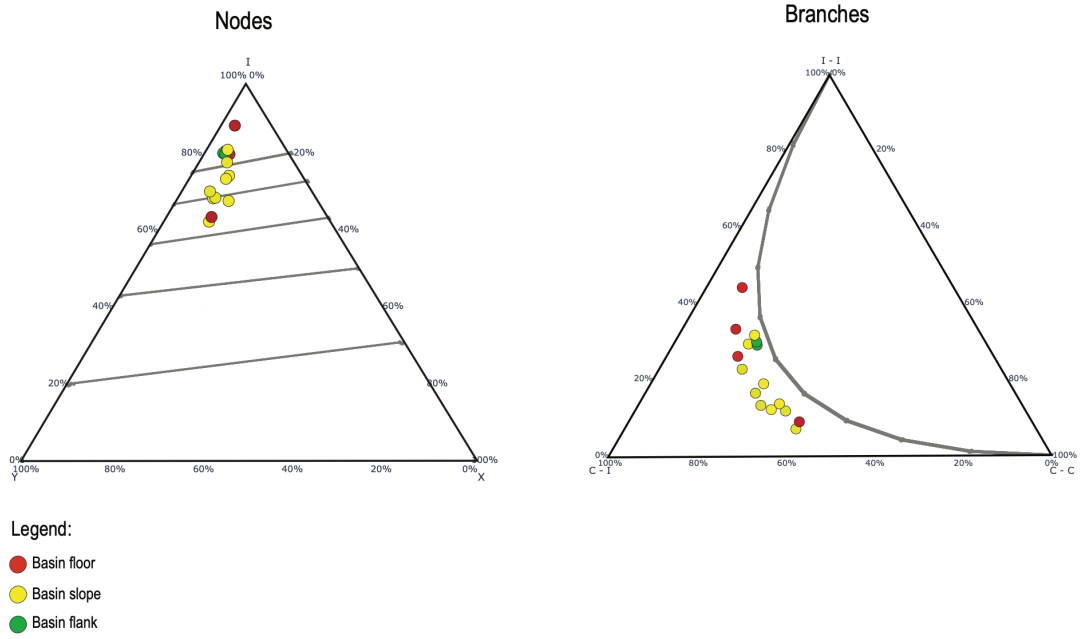 Nodes
Branches
I
100% 0%
80%
20%
60%
40%
40%
60%
20%
80%
0%
100%
100%
80%
60%
40%
20%
0%
Y
X
I - I
100% 0%
80%
20%
60%
40%
40%
60%
20%
80%
0%
100%
100%
80%
60%
40%
20%
0%
C - I
C - C
Legend:
Basin floor
Basin slope
Basin flank